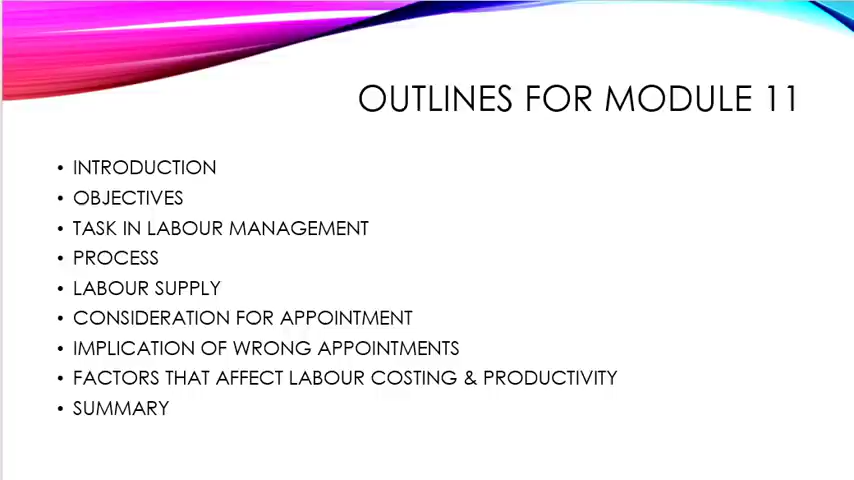 OUTLINES FOR MODULE 11
• INTRODUCTION
• OBJECTIVES
• TASK IN LABOUR MANAGEMENT
• PROCESS
• LABOUR SUPPLY
• CONSIDERATION FOR APPOINTMENT
• IMPLICATION OF WRONG APPOINTMENTS
• FACTORS THAT AFFECT LABOUR COSTING & PRODUCTIVITY
• SUMMARY